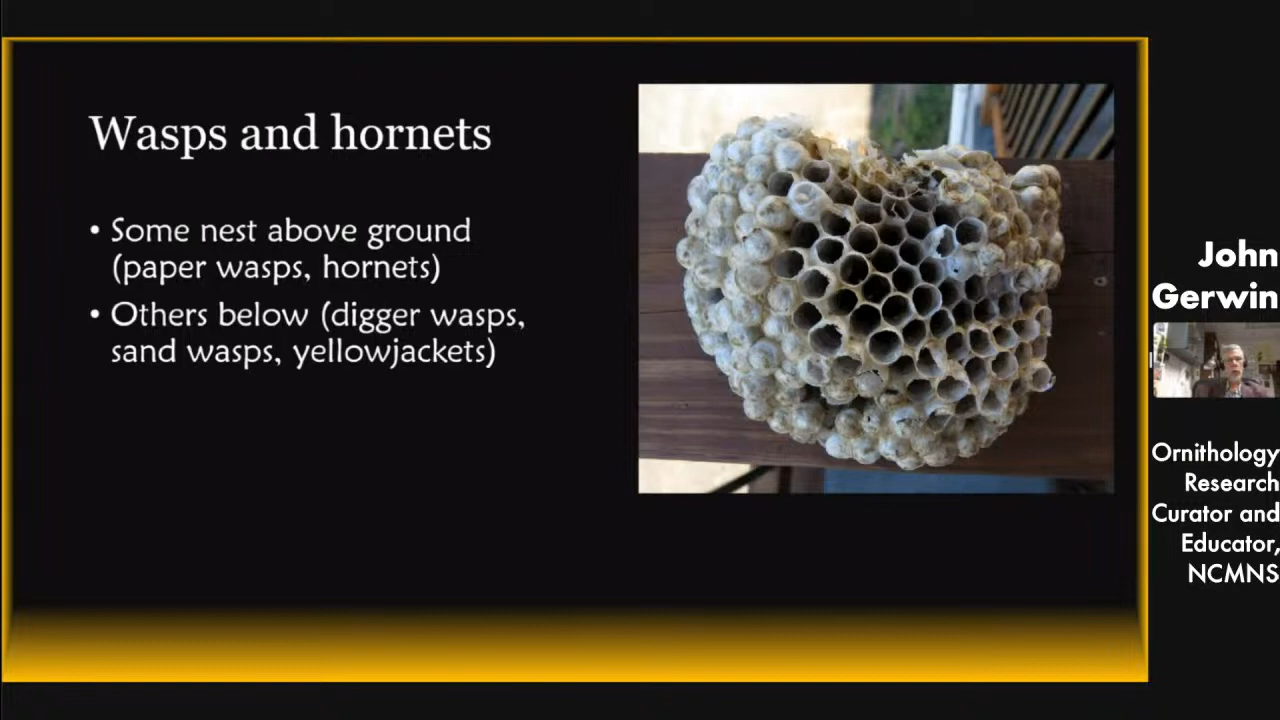 Wasps and hornets
• Some nest above ground
(paper wasps, hornets)
• Others below (digger wasps,
sand wasps, yellowjackets)
John
Gerwin
Ornithology
Research
Curator and
Educator,
NCMNS